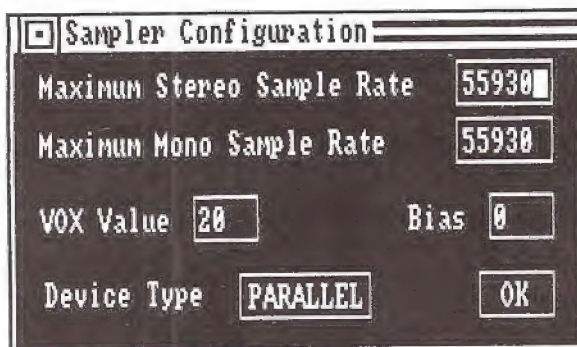 Sampler Configuration
Maximum Stereo Sample Rate 55930
Maximum Mono Sample Rate 55930
VOX Value 20 Bias 0
Device Type PARALLEL OK